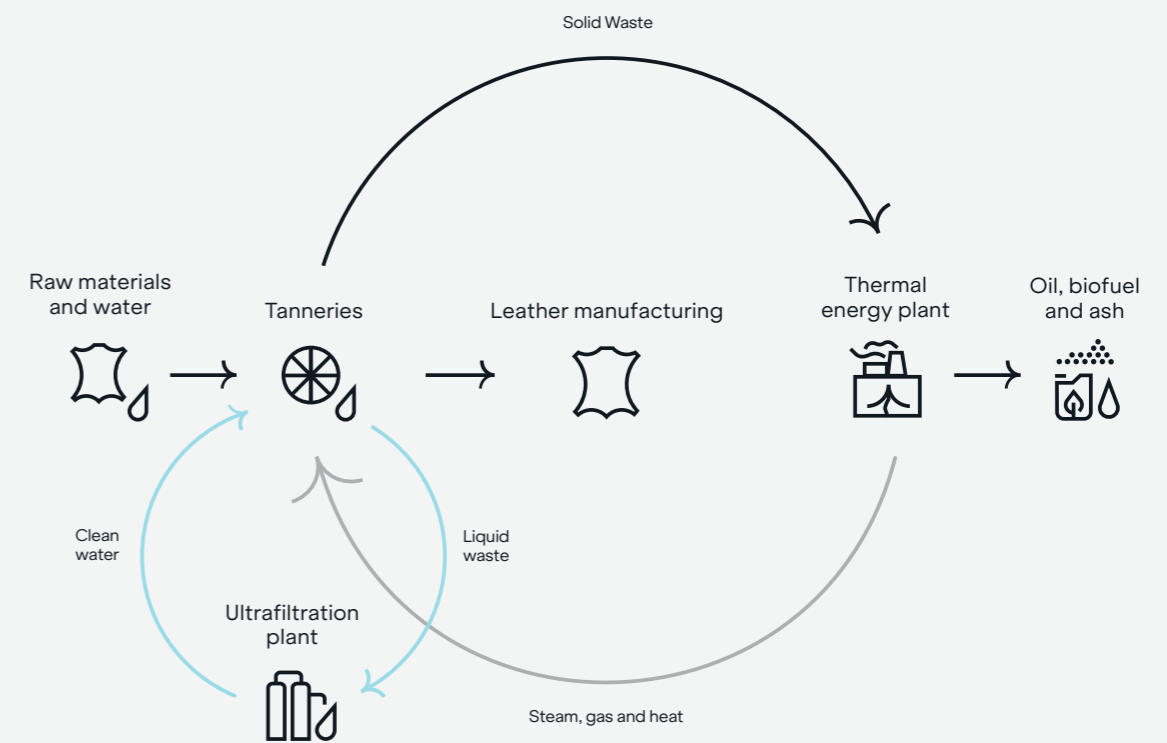 Solid Waste
Raw materials
and water
Tanneries
Leather manufacturing
Thermal
energy plant
Oil, biofuel
and ash
Clean
water
Liquid
waste
Ultrafiltration
plant
Steam, gas and heat